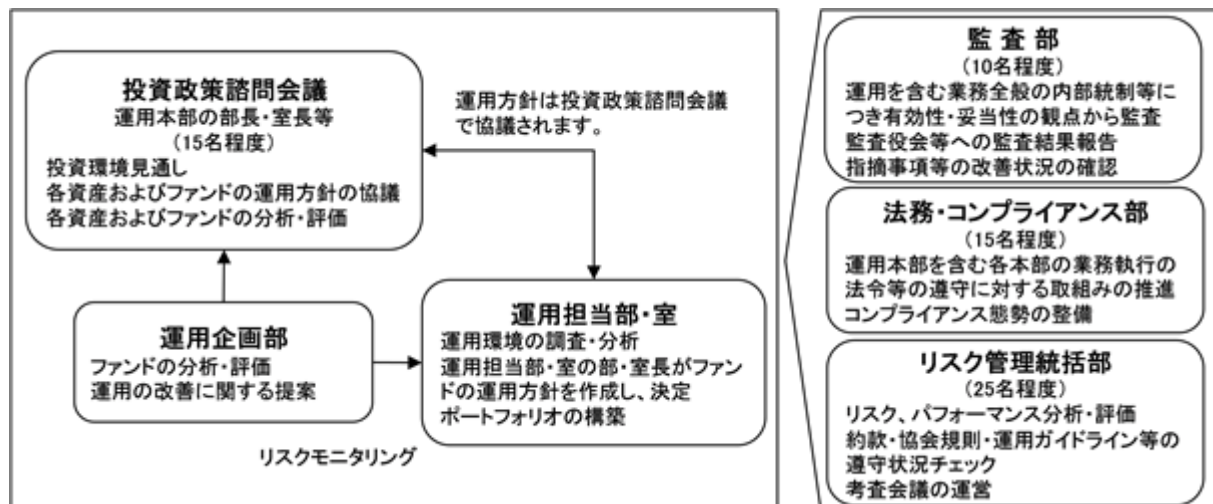 投資政策諮問会議
運用本部の部長・室長等
(15名程度)
投資環境見通し
各資産およびファンドの運用方針の協議
各資産およびファンドの分析・評価
運用方針は投資政策諮問会議
で協議されます。
運用企画部
ファンドの分析・評価
運用の改善に関する提案
運用担当部・室
運用環境の調査・分析
運用担当部・室の部・室長がファン
ドの運用方針を作成し、決定
ポートフォリオの構築
リスクモニタリング
監 査 部
(10名程度)
運用を含む業務全般の内部統制等に
つき有効性・妥当性の観点から監査
監査役会等への監査結果報告
指摘事項等の改善状況の確認
法務・コンプライアンス部
(15名程度)
運用本部を含む各本部の業務執行の
法令等の遵守に対する取組みの推進
コンプライアンス態勢の整備
リスク管理統括部
(25名程度)
リスク、パフォーマンス分析・評価
約款・協会規則・運用ガイドライン等の
遵守状況チェック
考査会議の運営